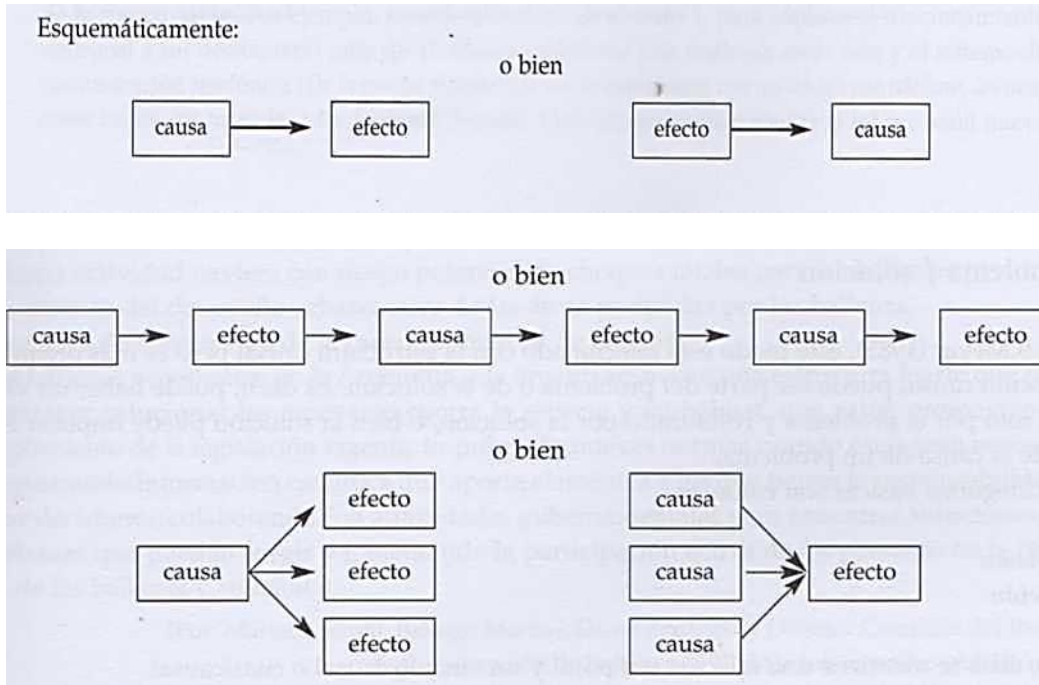 Esquemáticamente:
o bien
causa efecto efecto causa
o bien
causa efecto causa efecto causa efecto
o bien
efecto causa
causa efecto causa efecto
efecto causa